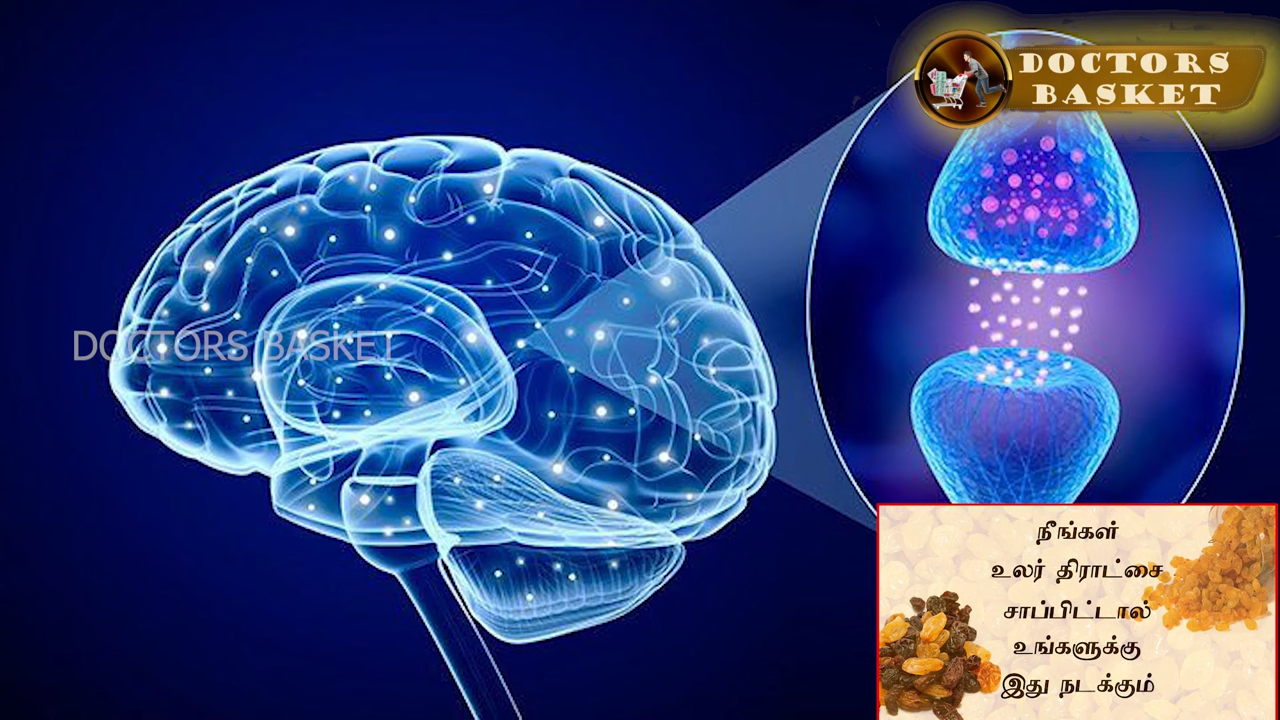 DOCTORS
BASKET
DOCTORS BASKET
நீங்கள்
உலர் திராட்சை
சாப்பிட்டால்
உங்களுக்கு
இது நடக்கும்